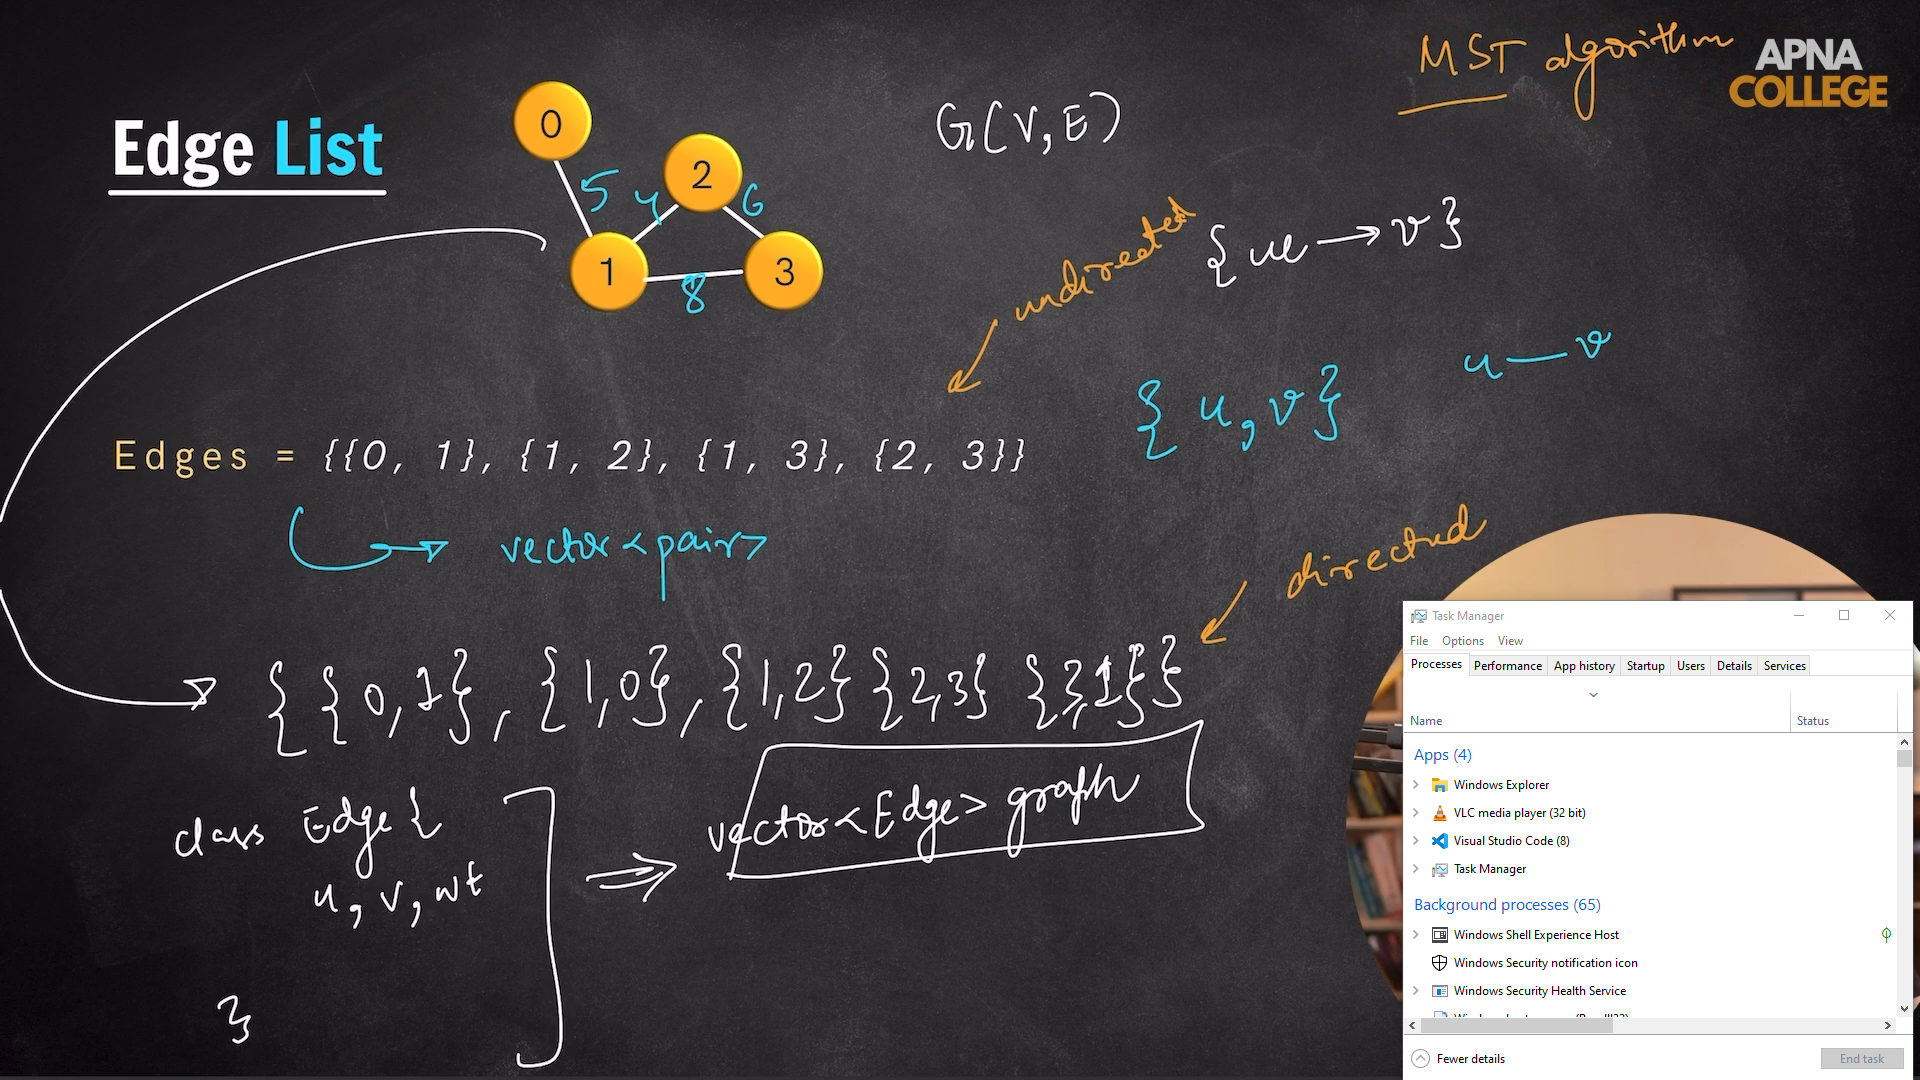 MST algorithm
APNA
COLLEGE
Edge List
0
2
1
3
5
4
6
8
G(V,E)
undirected
{u → v}
{u,v}
u — v
Edges = {{0, 1}, {1, 2}, {1, 3}, {2, 3}}
vector<pair>
directed
{{0,1}, {1,0}, {1,2} {2,3} {3,1}}
class Edge {
u, v, wt
}
⇒ vector<Edge> graph
Task Manager
File Options View
Processes Performance App history Startup Users Details Services
Name Status
Apps (4)
Windows Explorer
VLC media player (32 bit)
Visual Studio Code (8)
Task Manager
Background processes (65)
Windows Shell Experience Host
Windows Security notification icon
Windows Security Health Service
Fewer details
End task